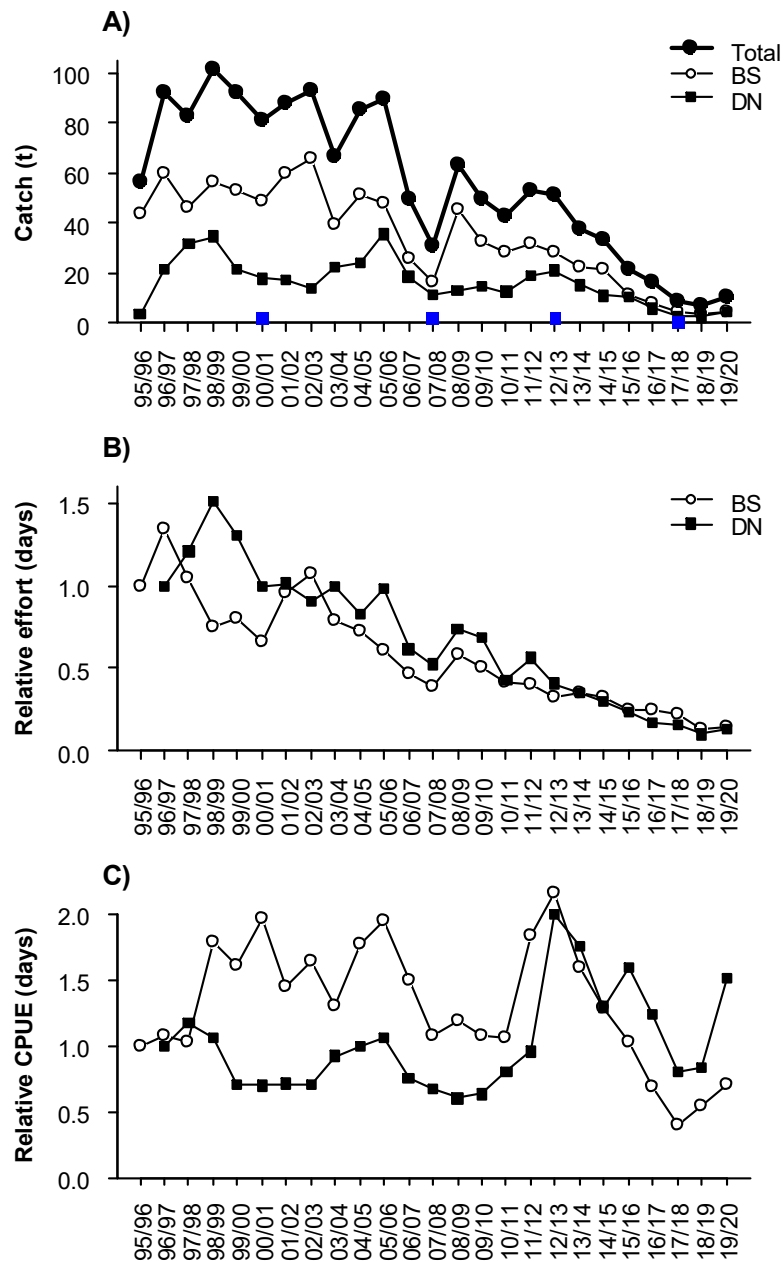 A)
Total
BS
DN
Catch (t)
100
80
60
40
20
0
95/96 96/97 97/98 98/99 99/00 00/01 01/02 02/03 03/04 04/05 05/06 06/07 07/08 08/09 09/10 10/11 11/12 12/13 13/14 14/15 15/16 16/17 17/18 18/19 19/20
B)
BS
DN
Relative effort (days)
1.5
1.0
0.5
0.0
95/96 96/97 97/98 98/99 99/00 00/01 01/02 02/03 03/04 04/05 05/06 06/07 07/08 08/09 09/10 10/11 11/12 12/13 13/14 14/15 15/16 16/17 17/18 18/19 19/20
C)
Relative CPUE (days)
2.0
1.5
1.0
0.5
0.0
95/96 96/97 97/98 98/99 99/00 00/01 01/02 02/03 03/04 04/05 05/06 06/07 07/08 08/09 09/10 10/11 11/12 12/13 13/14 14/15 15/16 16/17 17/18 18/19 19/20